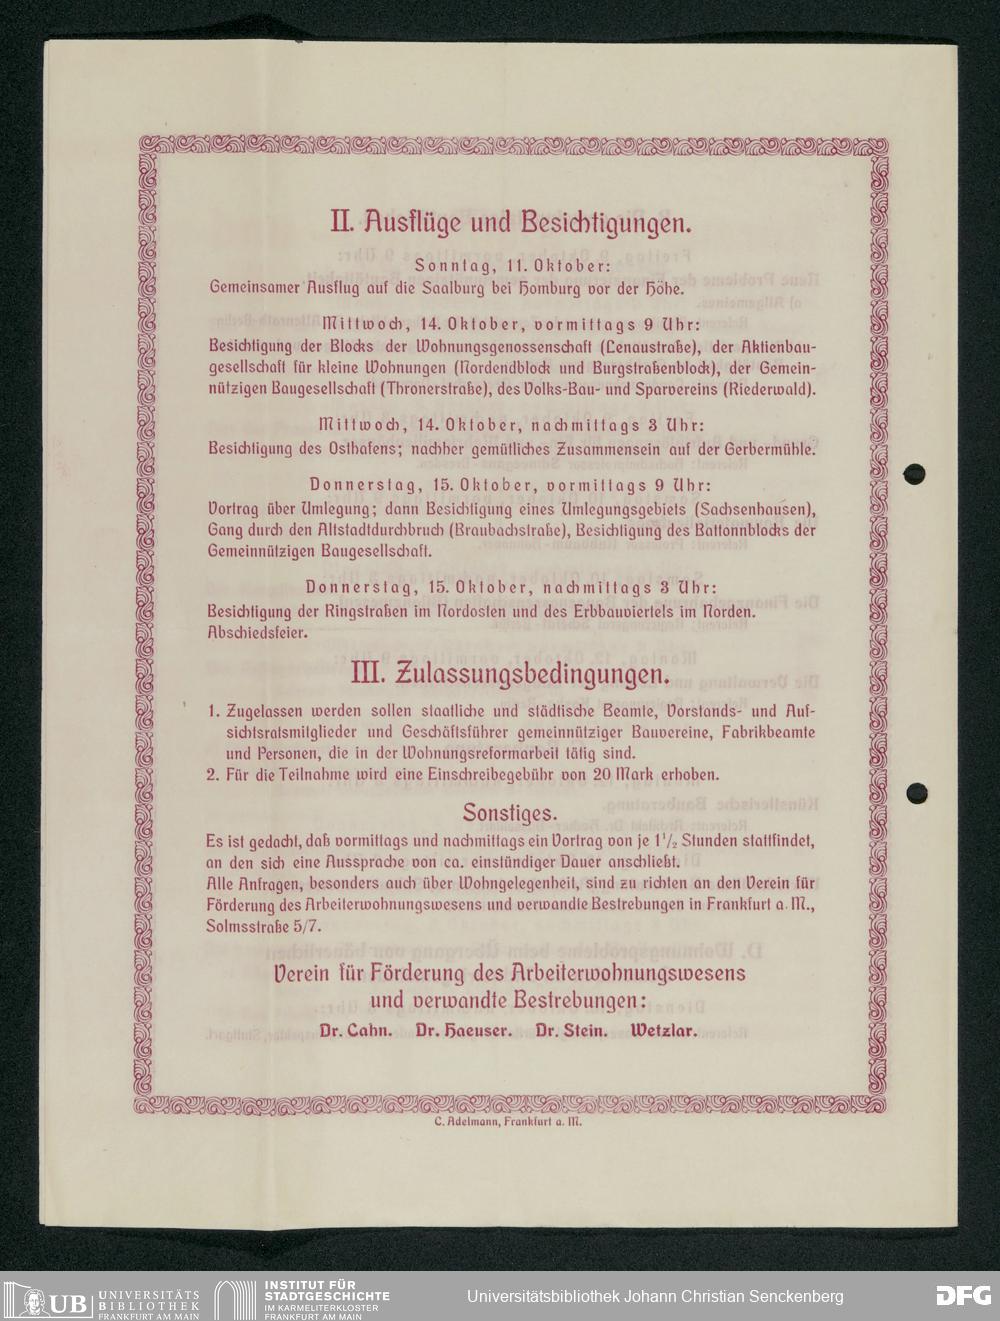 II. Ausflüge und Besichtigungen.
Sonntag, 11. Oktober:
Gemeinsamer Ausflug auf die Saalburg bei Homburg vor der Höhe.
Mittwoch, 14. Oktober, vormittags 9 Uhr:
Besichtigung der Blocks der Wohnungsgenossenschaft (Lenaustraße), der Aktienbau-
gesellschaft für kleine Wohnungen (Nordendblock und Burgstraßenblock), der Gemein-
nützigen Baugesellschaft (Thronerstraße), des Volks-Bau- und Sparvereins (Riederwald).
Mittwoch, 14. Oktober, nachmittags 3 Uhr:
Besichtigung des Osthafens; nachher gemütliches Zusammensein auf der Gerbermühle.
Donnerstag, 15. Oktober, vormittags 9 Uhr:
Vortrag über Umlegung; dann Besichtigung eines Umlegungsgebiets (Sachsenhausen),
Gang durch den Altstadtdurchbruch (Braubachstraße), Besichtigung des Battonnblocks der
Gemeinnützigen Baugesellschaft.
Donnerstag, 15. Oktober, nachmittags 3 Uhr:
Besichtigung der Ringstraßen im Nordosten und des Erbbauviertels im Norden.
Abschiedsfeier.
III. Zulassungsbedingungen.
1. Zugelassen werden sollen staatliche und städtische Beamte, Vorstands- und Auf-
sichtsratsmitglieder und Geschäftsführer gemeinnütziger Bauvereine, Fabrikbeamte
und Personen, die in der Wohnungsreformarbeit tätig sind.
2. Für die Teilnahme wird eine Einschreibegebühr von 20 Mark erhoben.
Sonstiges.
Es ist gedacht, daß vormittags und nachmittags ein Vortrag von je 1 1/2 Stunden stattfindet,
an den sich eine Aussprache von ca. einstündiger Dauer anschließt.
Alle Anfragen, besonders auch über Wohngelegenheit, sind zu richten an den Verein für
Förderung des Arbeiterwohnungswesens und verwandte Bestrebungen in Frankfurt a. M.,
Solmsstraße 5/7.
Verein für Förderung des Arbeiterwohnungswesens
und verwandte Bestrebungen:
Dr. Cahn. Dr. Haeuser. Dr. Stein. Wetzlar.
C. Adelmann, Frankfurt a. M.
UB UNIVERSITÄTS
BIBLIOTHEK
FRANKFURT AM MAIN
INSTITUT FÜR
STADTGESCHICHTE
IM KARMELITERKLOSTER
FRANKFURT AM MAIN
Universitätsbibliothek Johann Christian Senckenberg
DFG